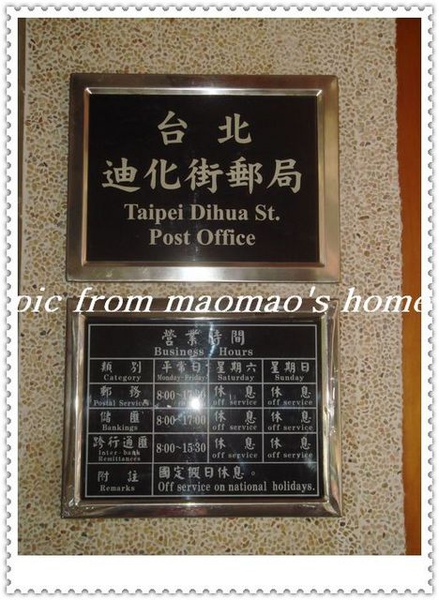 台北
迪化街郵局
Taipei Dihua St.
Post Office
pic from maomao's home
營業時間
Business Hours
類別 平常日 星期六 星期日
Category Monday-Friday Saturday Sunday
郵務 8:00~17:00 休息 休息
Postal Services off service off service
儲匯 8:00~17:00 休息 休息
Bankings off service off service
跨行通匯 8:00~15:30 休息 休息
Inter-bank Remittances off service off service
附註 國定假日休息。
Remarks Off service on national holidays.